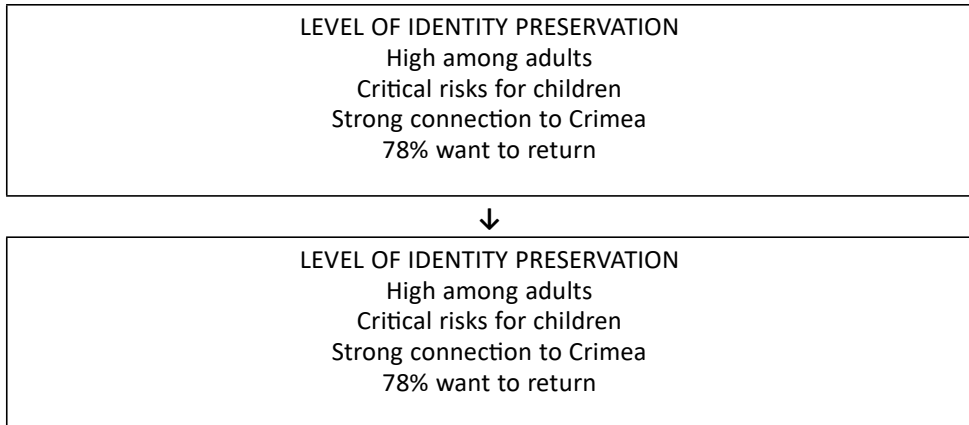 LEVEL OF IDENTITY PRESERVATION
High among adults
Critical risks for children
Strong connection to Crimea
78% want to return
↓
LEVEL OF IDENTITY PRESERVATION
High among adults
Critical risks for children
Strong connection to Crimea
78% want to return